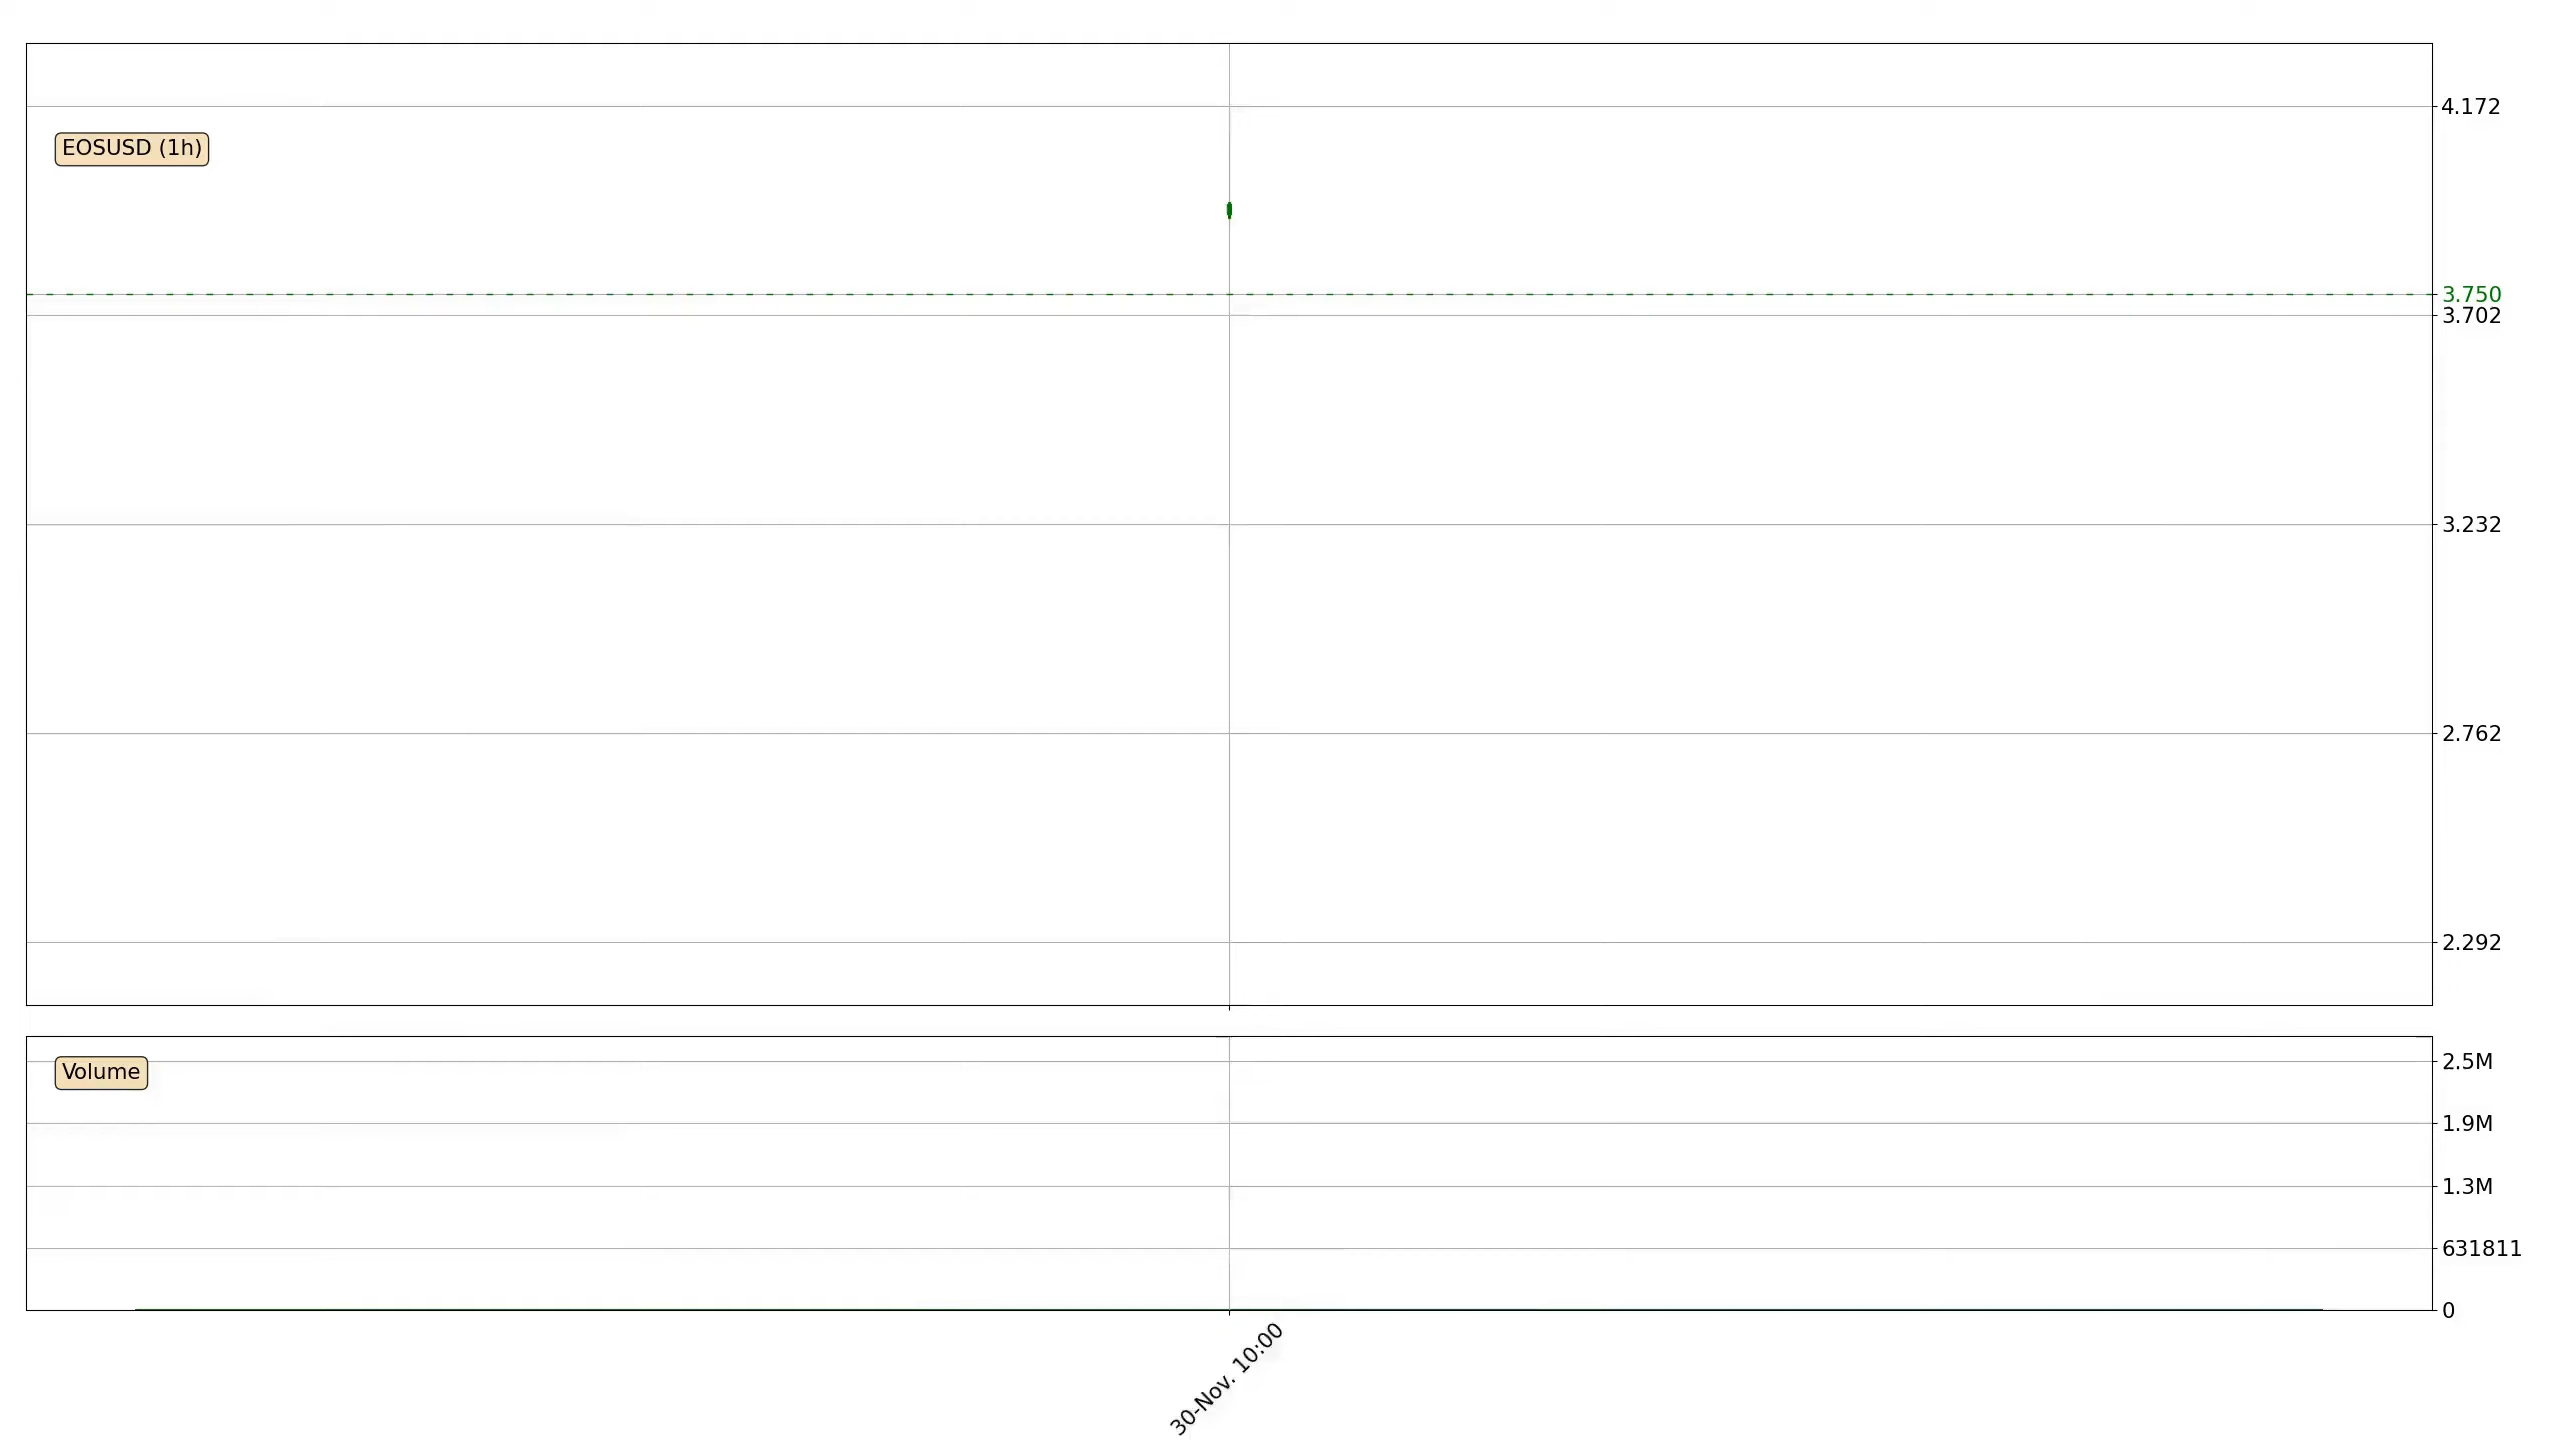 4.172
EOSUSD (1h)
3.750
3.702
3.232
2.762
2.292
Volume
2.5M
1.9M
1.3M
631811
0
30-Nov. 10:00